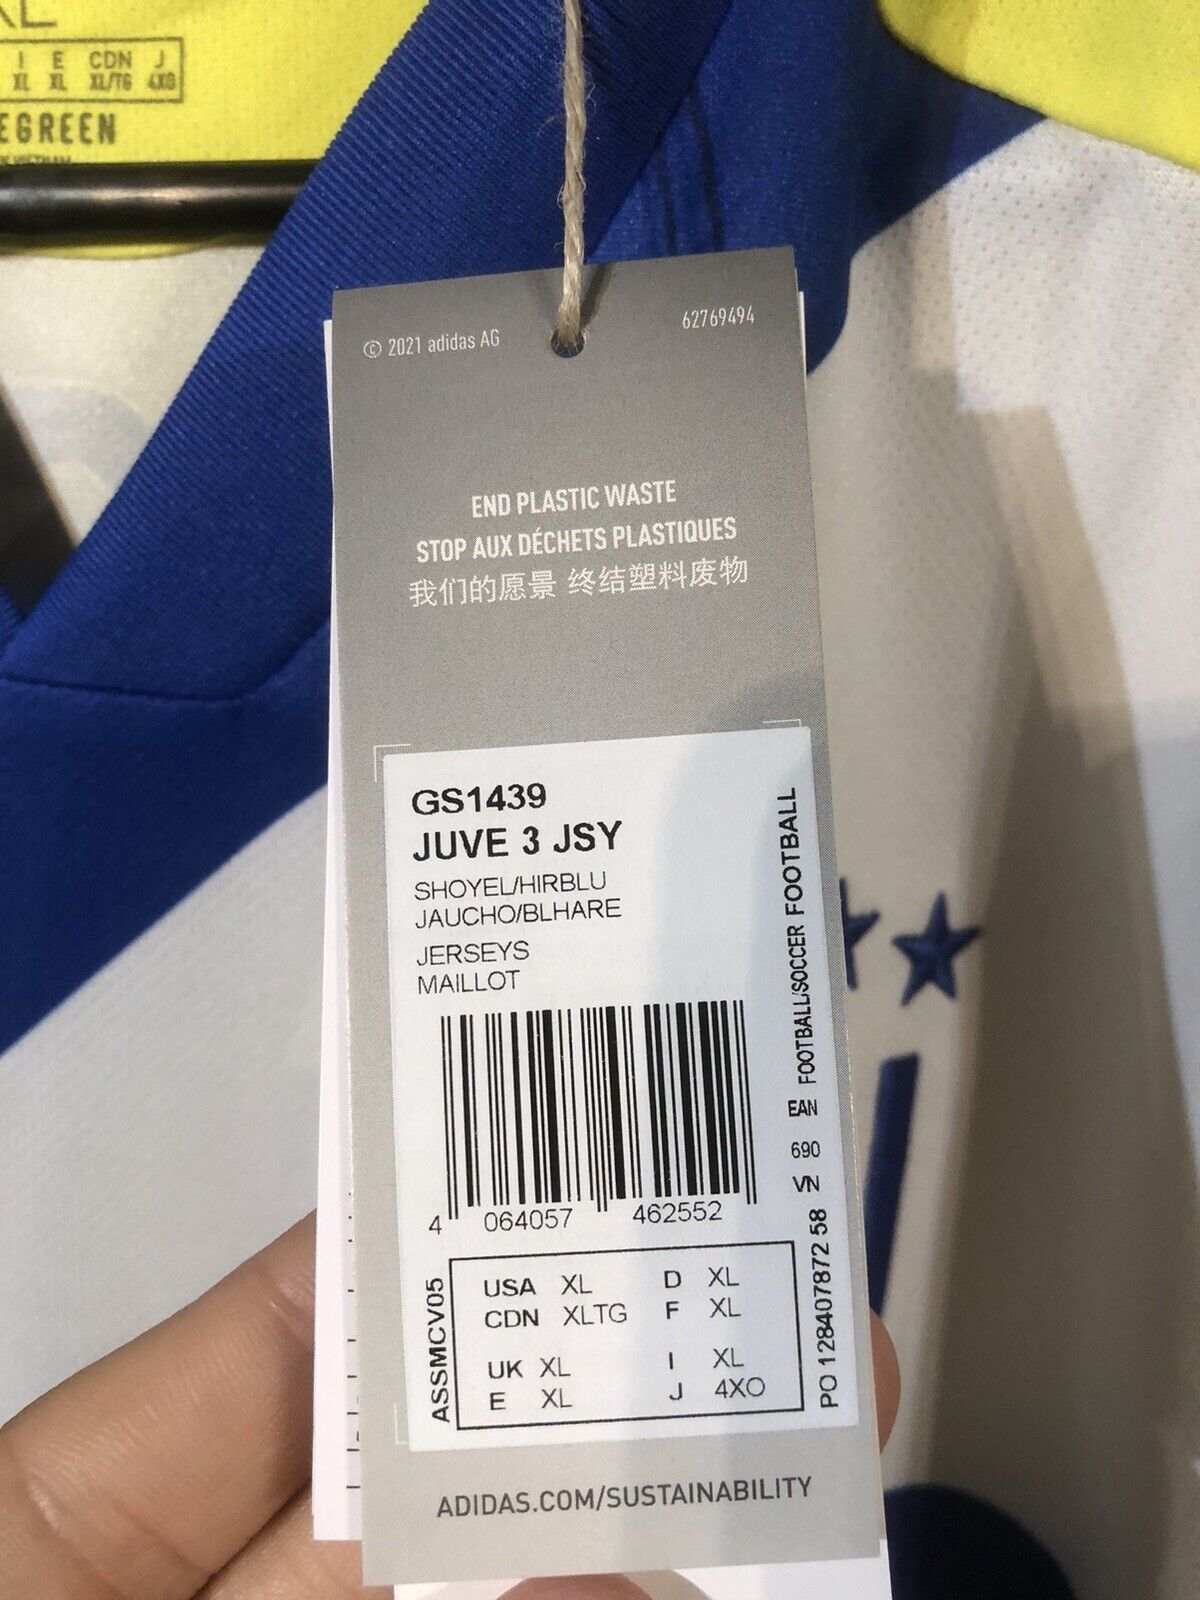 I E CDN J
XL XL XL/TG 4XO
EGREEN
© 2021 adidas AG
62769494
END PLASTIC WASTE
STOP AUX DÉCHETS PLASTIQUES
我们的愿景 终结塑料废物
GS1439
JUVE 3 JSY
SHOYEL/HIRBLU
JAUCHO/BLHARE
JERSEYS
MAILLOT
4 064057 462552
PO 128407872 58 VN 690 EAN FOOTBALL/SOCCER FOOTBALL
ASSMCV05
USA XL D XL
CDN XLTG F XL
UK XL I XL
E XL J 4XO
ADIDAS.COM/SUSTAINABILITY